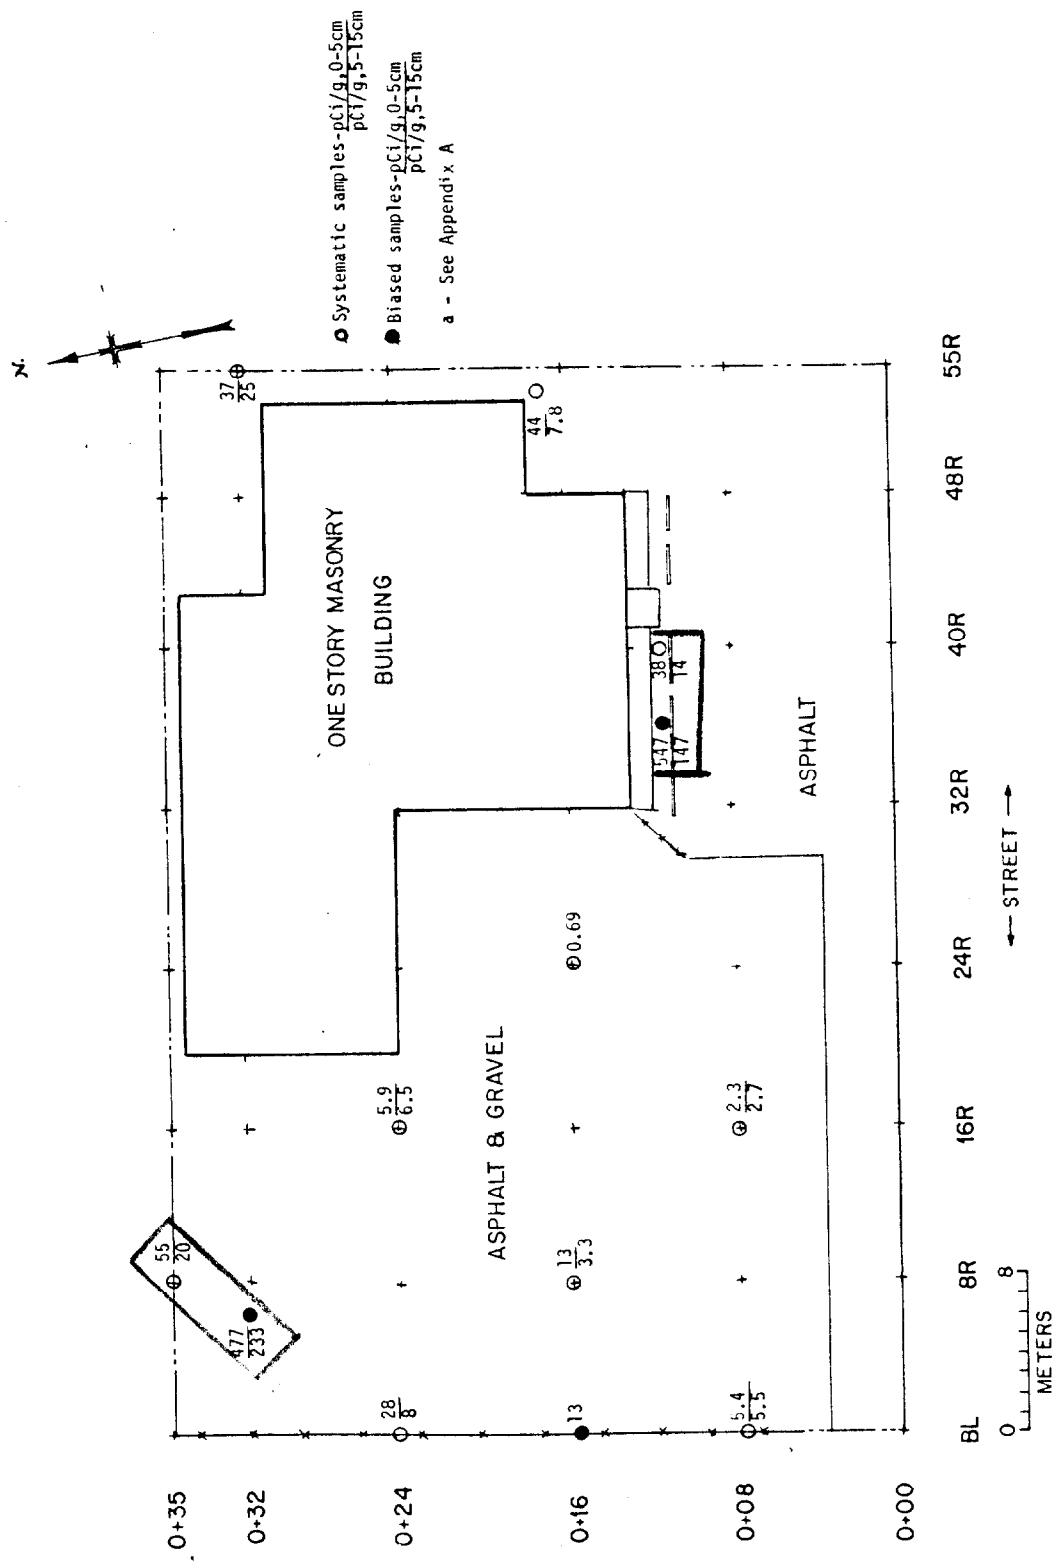 N.
Systematic samples-pCi/g,0-5cm
pCi/g,5-15cm
Biased samples-pCi/g,0-5cm
pCi/g,5-15cm
a - See Appendix A
0+35
0+32
0+24
0+16
0+08
0+00
37
25
44
7.8
ONE STORY MASONRY
BUILDING
55
20
477
233
5.9
6.5
28
8
ASPHALT & GRAVEL
0.69
13
3.3
13
547
147
38
14
2.3
2.7
5.4
5.5
ASPHALT
BL
8R
16R
24R
32R
40R
48R
55R
← STREET →
0
8
METERS